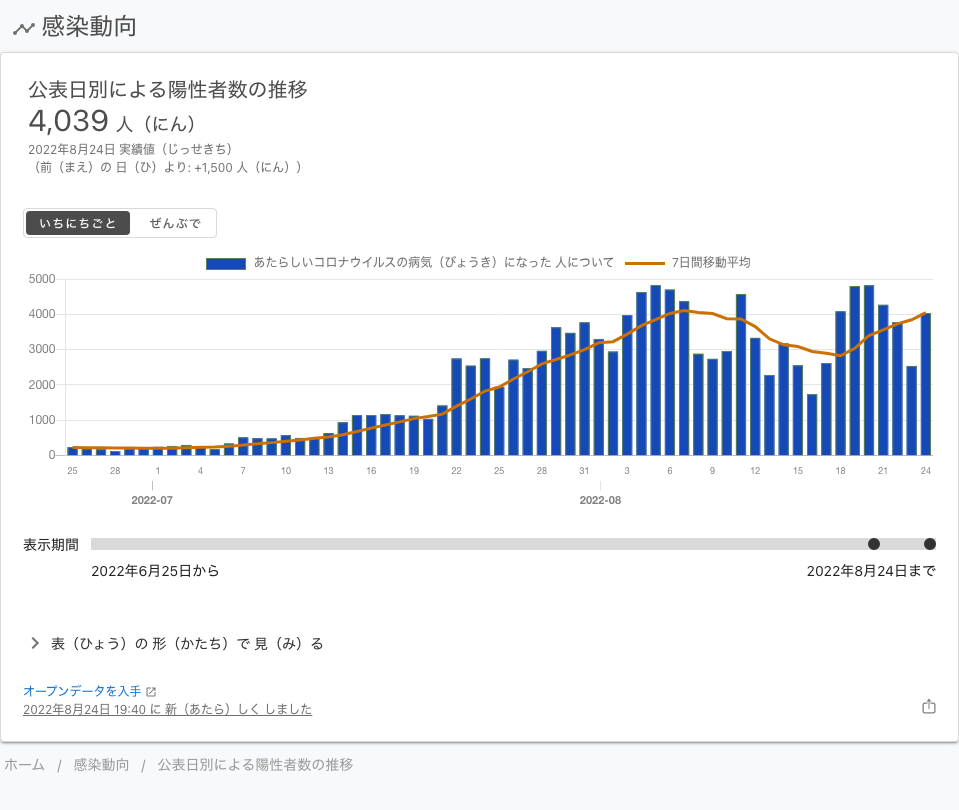 感染動向
公表日別による陽性者数の推移
4,039 人（にん）
2022年8月24日 実績値（じっせきち）
（前（まえ）の 日（ひ）より: +1,500 人（にん））
いちにちごと ぜんぶで
あたらしいコロナウイルスの病気（びょうき）になった 人について 7日間移動平均
5000
4000
3000
2000
1000
0
25 28 1 4 7 10 13 16 19 22 25 28 31 3 6 9 12 15 18 21 24
2022-07 2022-08
表示期間
2022年6月25日から 2022年8月24日まで
表（ひょう）の 形（かたち）で 見（み）る
オープンデータを入手
2022年8月24日 19:40 に 新（あたら）しく しました
ホーム / 感染動向 / 公表日別による陽性者数の推移